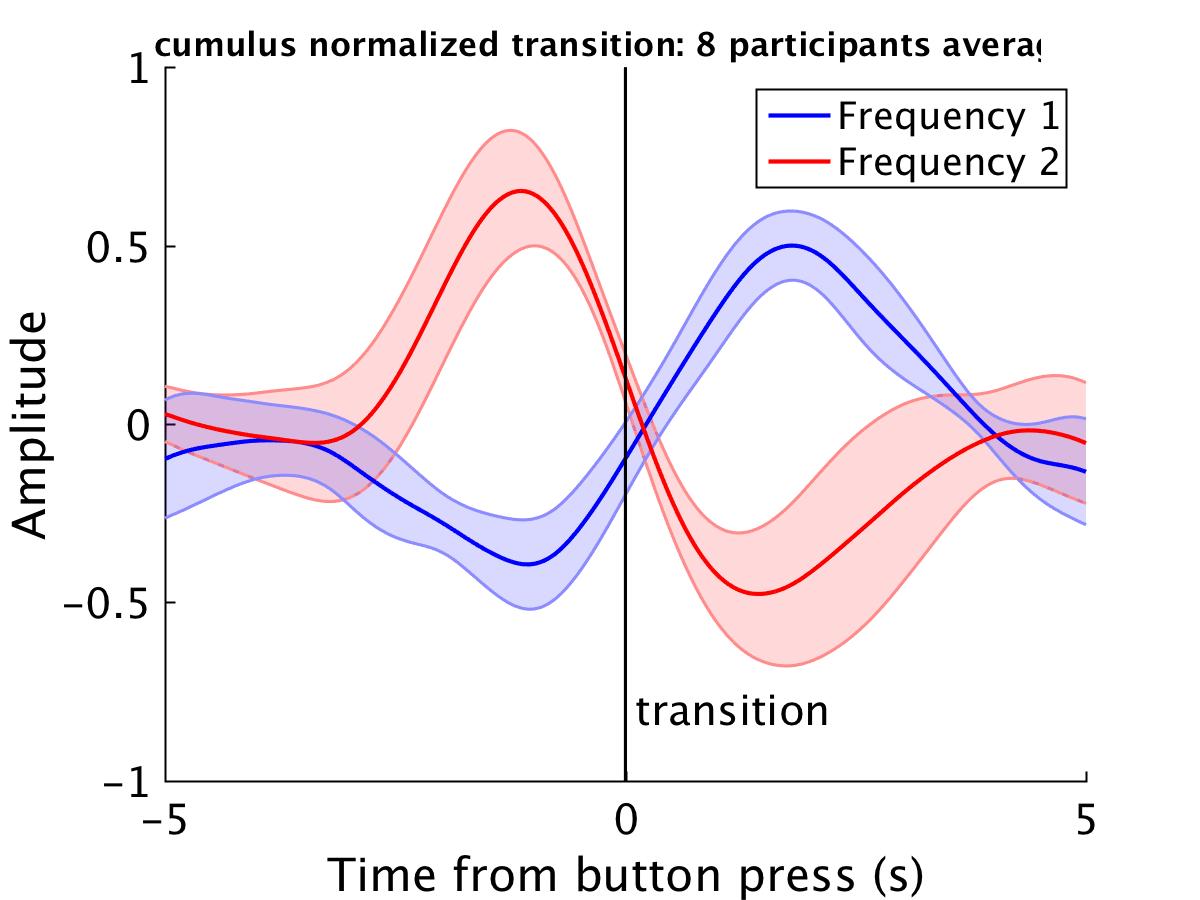 cumulus normalized transition: 8 participants
1
Frequency 1
Frequency 2
0.5
0
−0.5
−1
Amplitude
transition
−5
0
5
Time from button press (s)